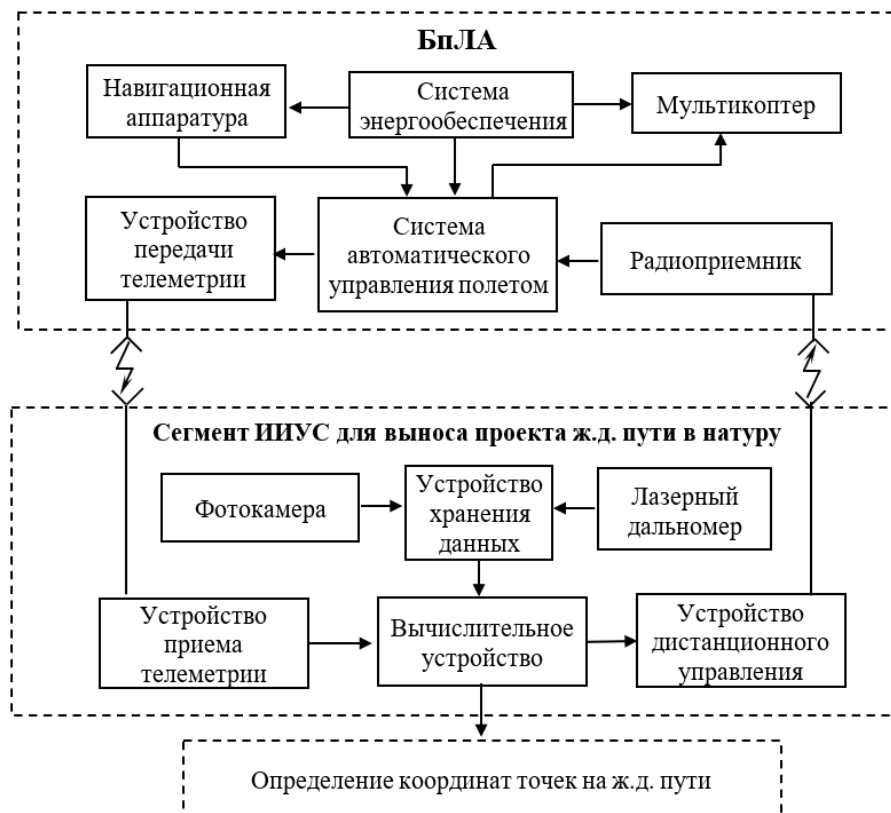 БпЛА
Навигационная
аппаратура
Система
энергообеспечения
Мультикоптер
Устройство
передачи
телеметрии
Система
автоматического
управления полетом
Радиоприемник
Сегмент ИИУС для выноса проекта ж.д. пути в натуру
Фотокамера
Устройство
хранения
данных
Лазерный
дальномер
Устройство
приема
телеметрии
Вычислительное
устройство
Устройство
дистанционного
управления
Определение координат точек на ж.д. пути